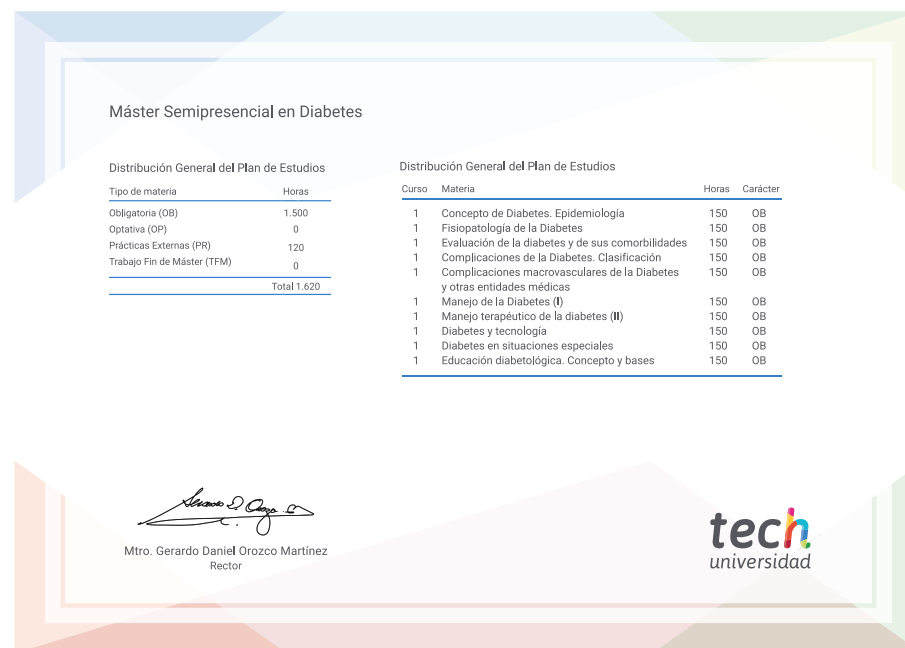 Máster Semipresencial en Diabetes
Distribución General del Plan de Estudios
Tipo de materia Horas
Obligatoria (OB) 1.500
Optativa (OP) 0
Prácticas Externas (PR) 120
Trabajo Fin de Máster (TFM) 0
Total 1.620
Distribución General del Plan de Estudios
Curso Materia Horas Carácter
1 Concepto de Diabetes. Epidemiología 150 OB
1 Fisiopatología de la Diabetes 150 OB
1 Evaluación de la diabetes y de sus comorbilidades 150 OB
1 Complicaciones de la Diabetes. Clasificación 150 OB
1 Complicaciones macrovasculares de la Diabetes 150 OB
y otras entidades médicas
1 Manejo de la Diabetes (I) 150 OB
1 Manejo terapéutico de la diabetes (II) 150 OB
1 Diabetes y tecnología 150 OB
1 Diabetes en situaciones especiales 150 OB
1 Educación diabetológica. Concepto y bases 150 OB
Mtro. Gerardo Daniel Orozco Martínez
Rector
tech
universidad